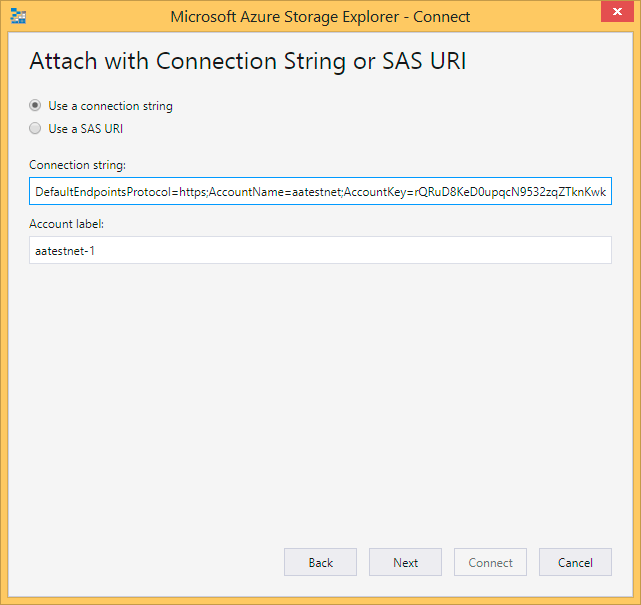 Microsoft Azure Storage Explorer - Connect
Attach with Connection String or SAS URI
Use a connection string
Use a SAS URI
Connection string:
DefaultEndpointsProtocol=https;AccountName=aatestnet;AccountKey=rQRuD8KeD0upqcN9532zqZTknKwk
Account label:
aatestnet-1
Back
Next
Connect
Cancel